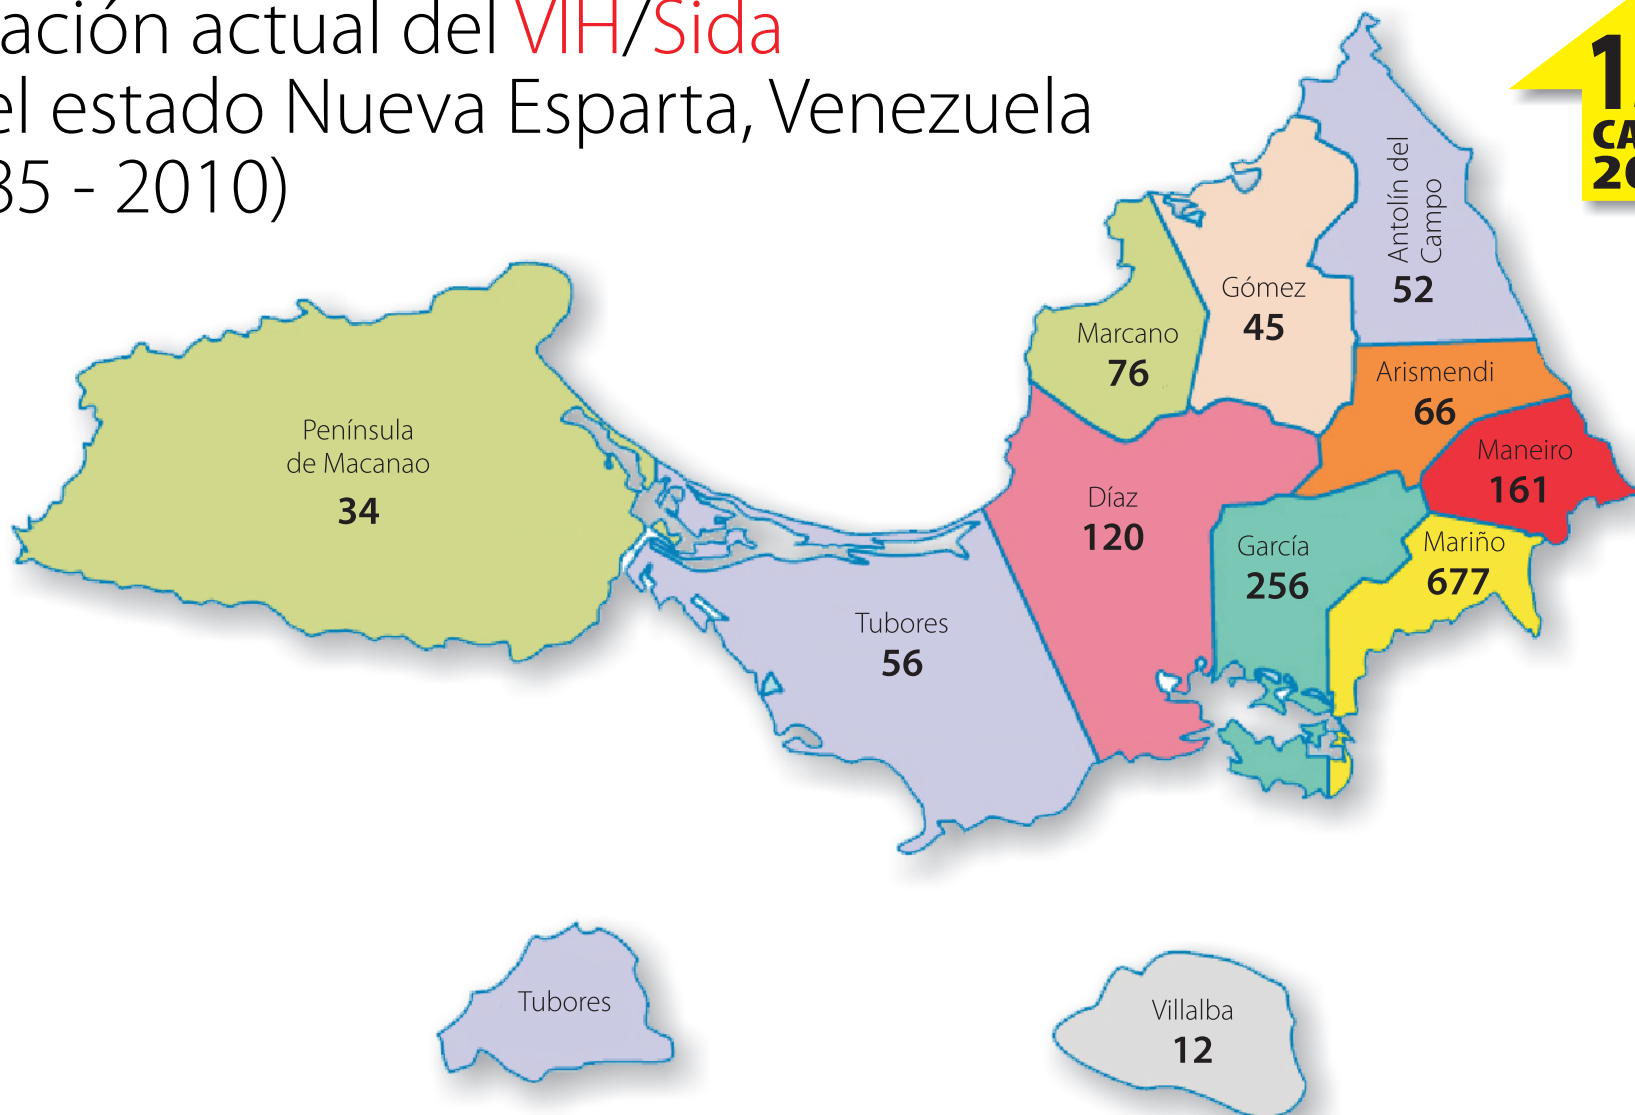 ación actual del VIH/Sida
el estado Nueva Esparta, Venezuela
85 - 2010)
Antolín del
Campo
52
Gómez
45
Marcano
76
Arismendi
66
Maneiro
161
Península
de Macanao
34
Díaz
120
García
256
Mariño
677
Tubores
56
Tubores
Villalba
12